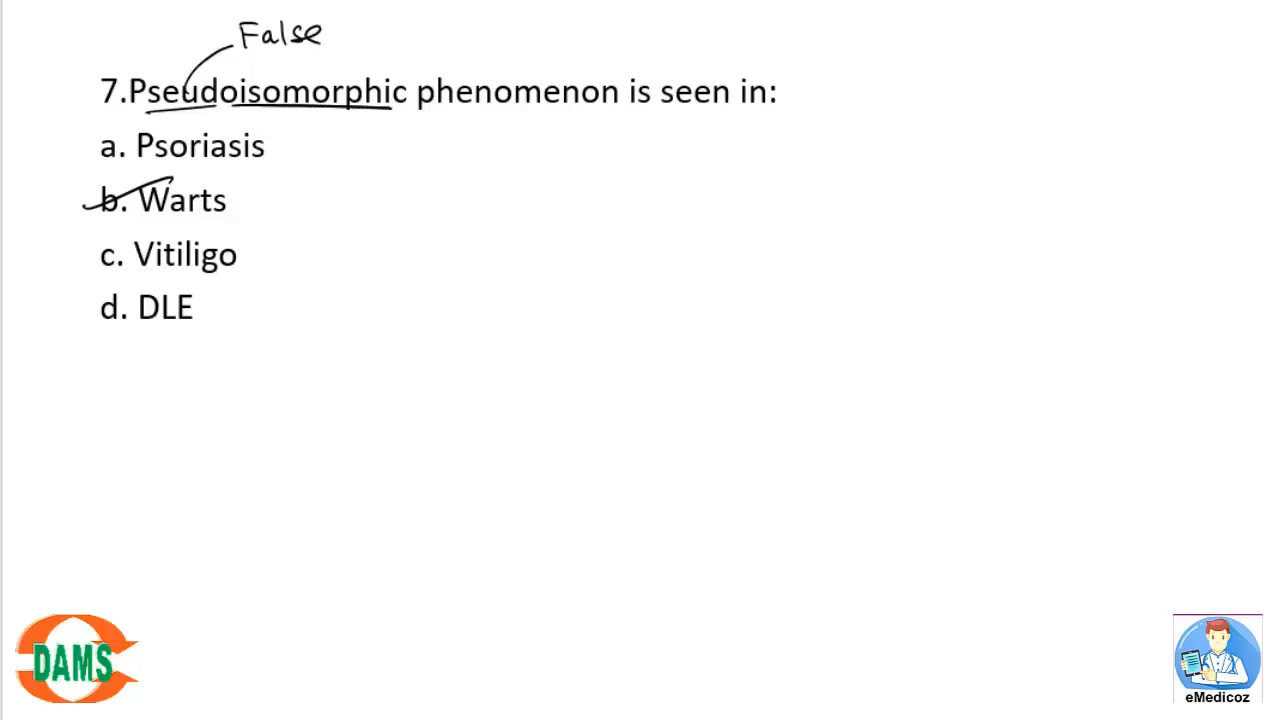 False
7.Pseudoisomorphic phenomenon is seen in:
a. Psoriasis
b. Warts
c. Vitiligo
d. DLE
DAMS
eMedicoz